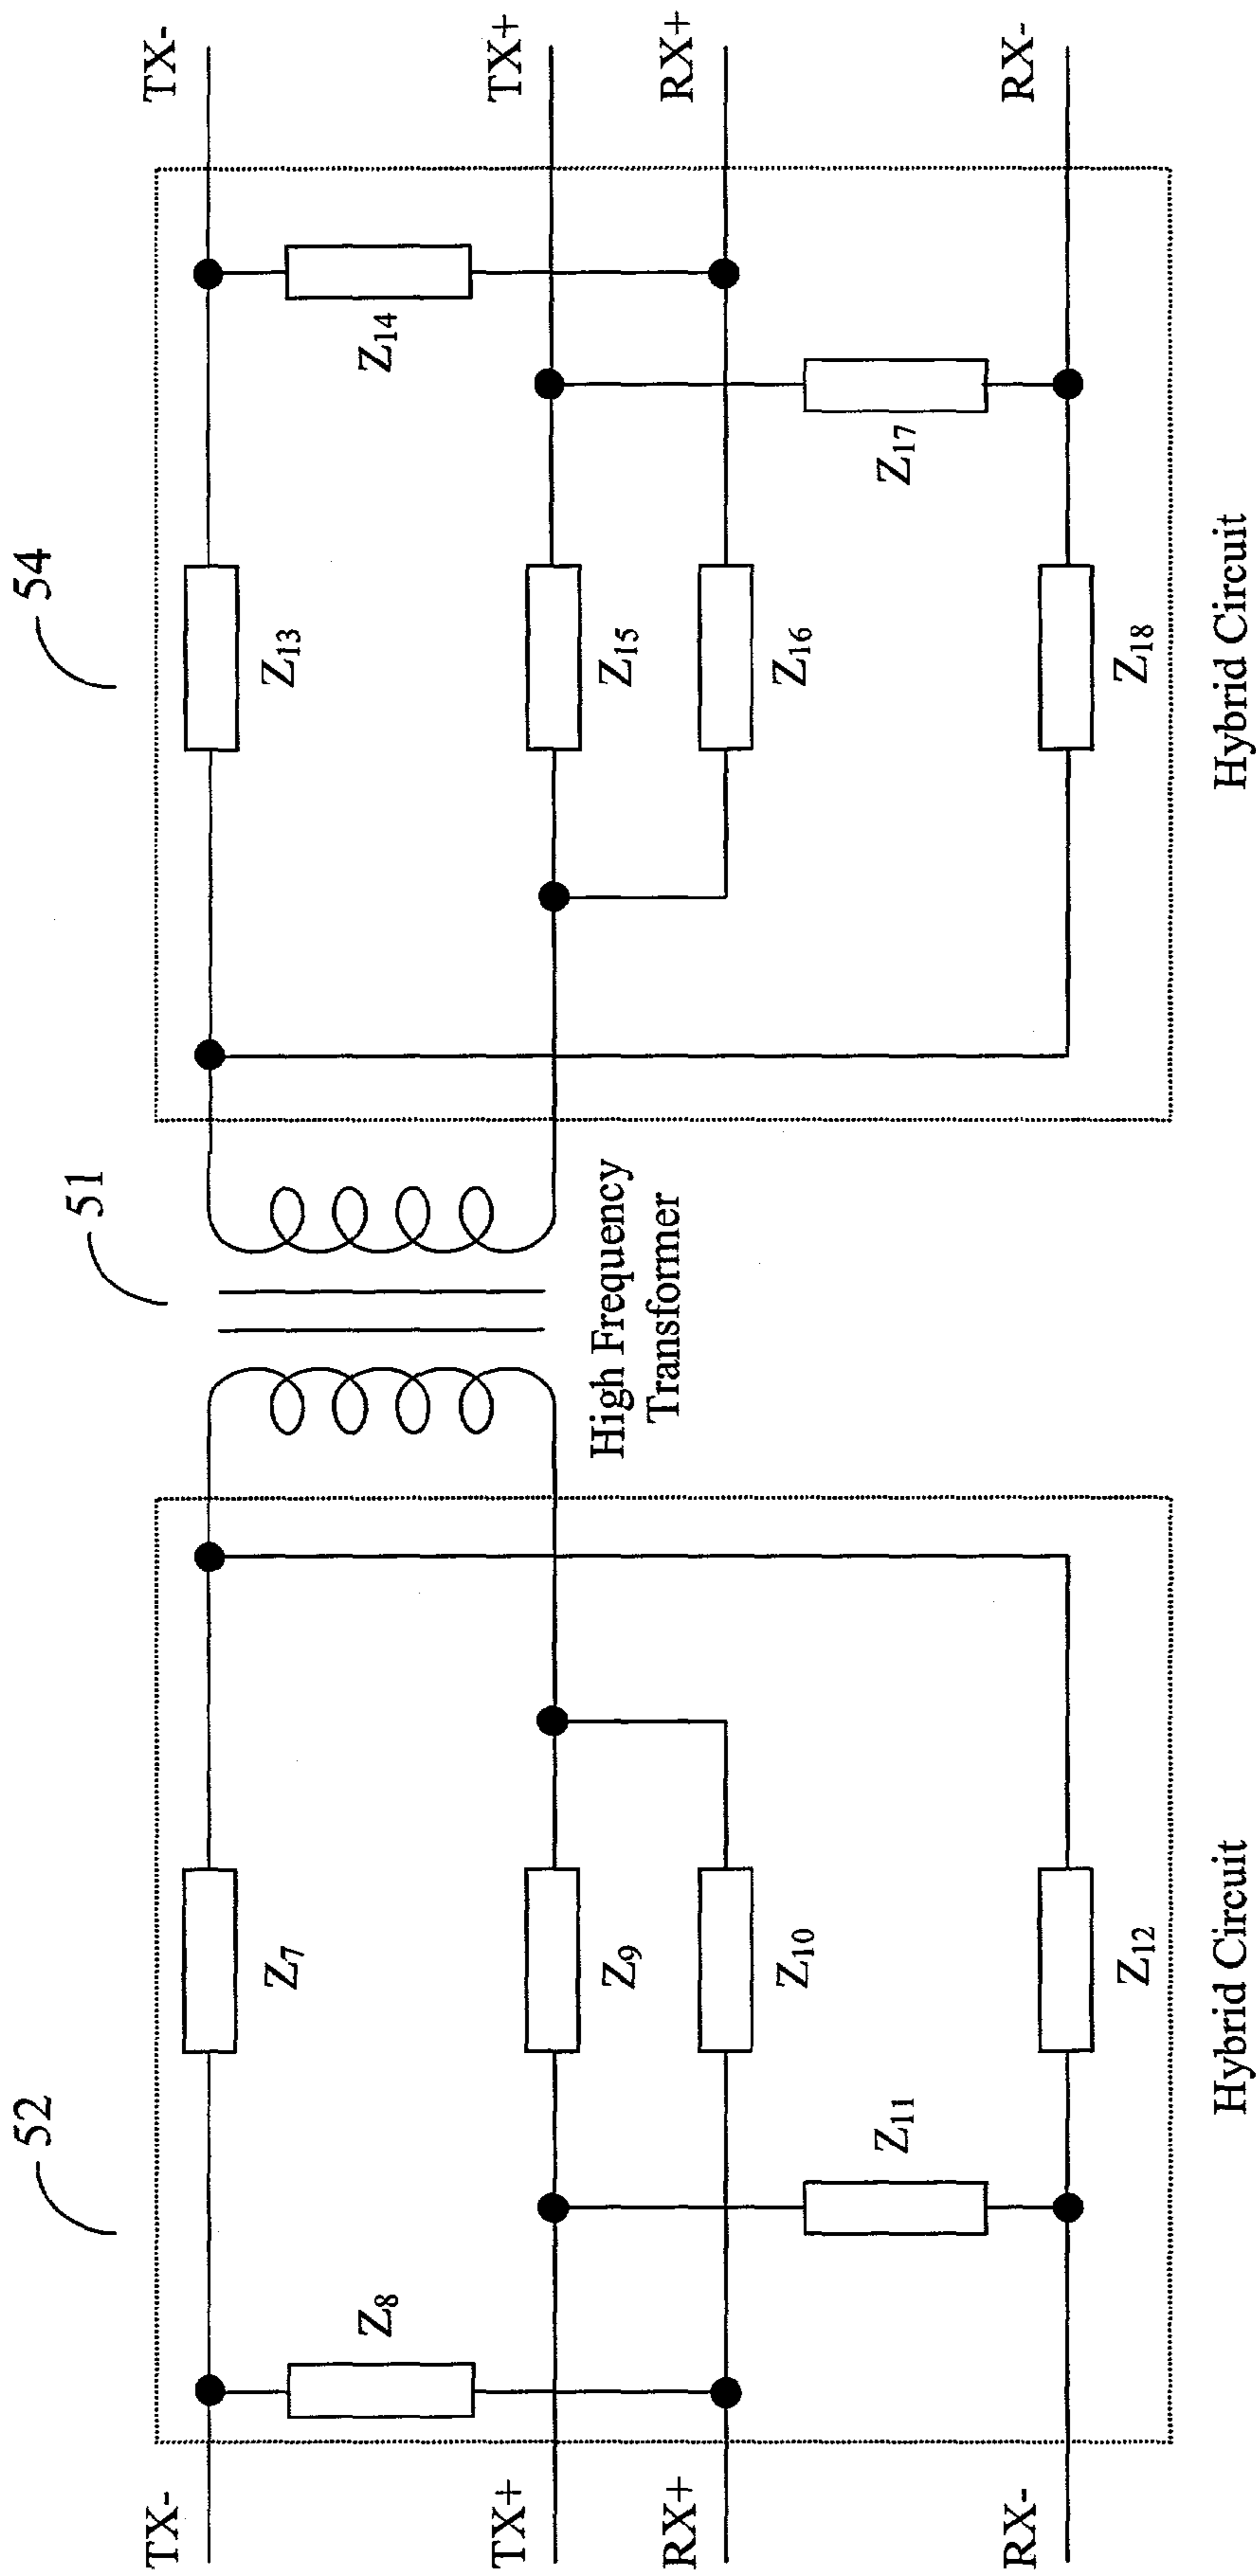 52
51
54
TX-
TX+
RX+
RX-
Z8
Z11
Z7
Z9
Z10
Z12
High Frequency
Transformer
Z13
Z15
Z16
Z18
Z14
Z17
TX-
TX+
RX+
RX-
Hybrid Circuit
Hybrid Circuit